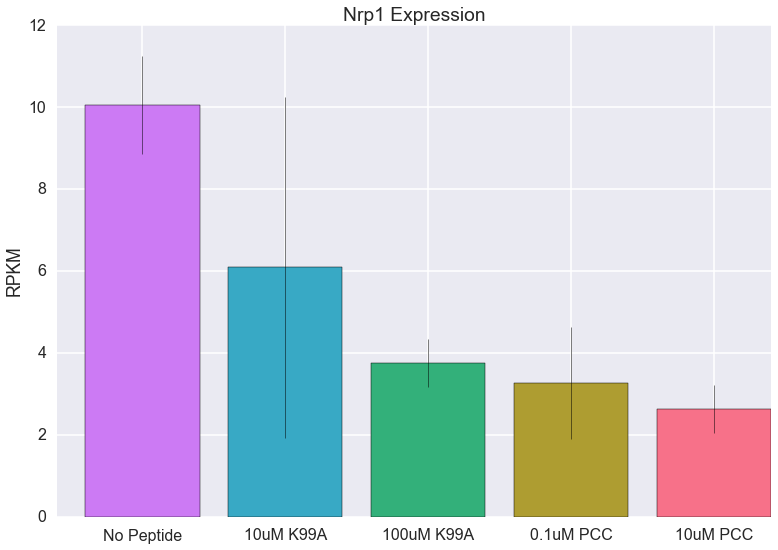 Nrp1 Expression
RPKM
12
10
8
6
4
2
0
No Peptide
10uM K99A
100uM K99A
0.1uM PCC
10uM PCC